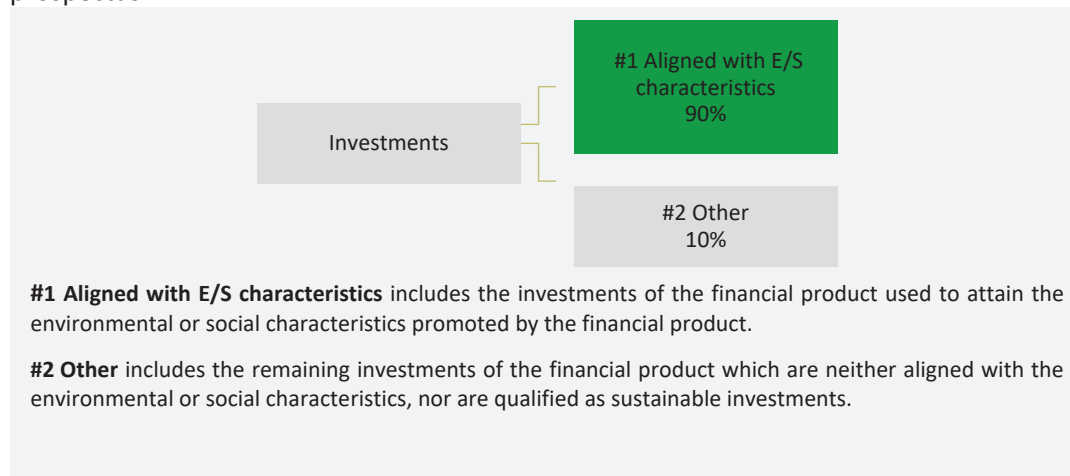 #1 Aligned with E/S
characteristics
90%
Investments
#2 Other
10%
#1 Aligned with E/S characteristics includes the investments of the financial product used to attain the
environmental or social characteristics promoted by the financial product.
#2 Other includes the remaining investments of the financial product which are neither aligned with the
environmental or social characteristics, nor are qualified as sustainable investments.